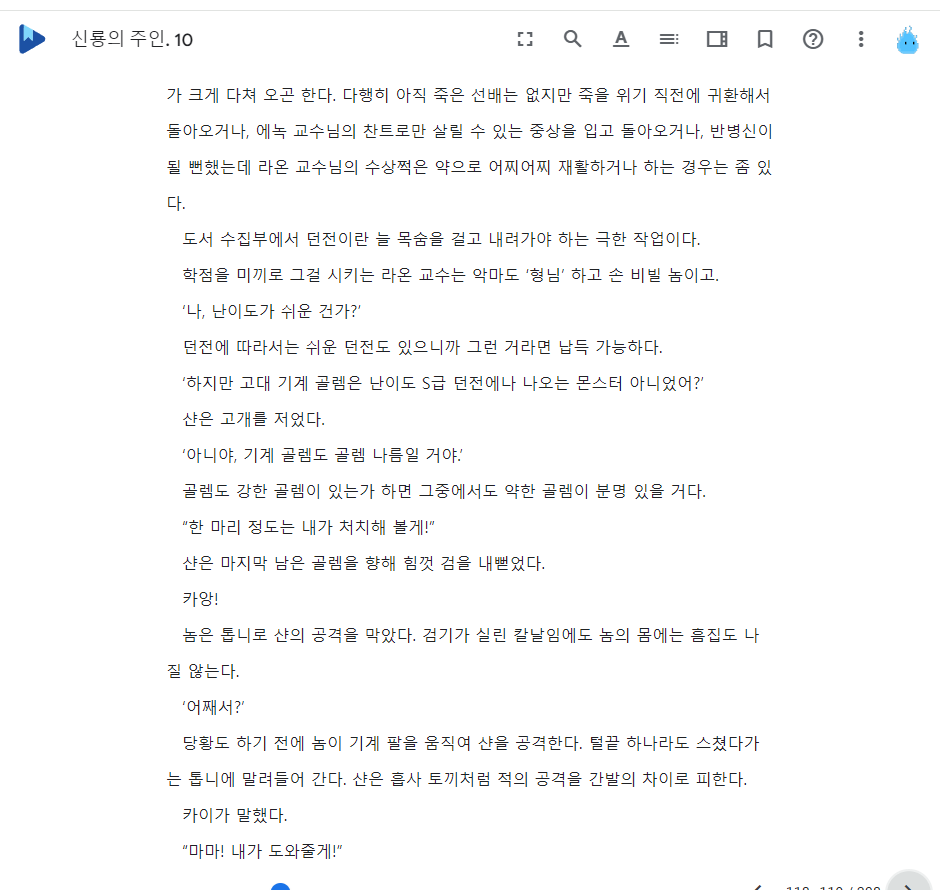 신룡의 주인. 10
가 크게 다쳐 오곤 한다. 다행히 아직 죽은 선배는 없지만 죽을 위기 직전에 귀환해서
돌아오거나, 에녹 교수님의 찬트로만 살릴 수 있는 중상을 입고 돌아오거나, 반병신이
될 뻔했는데 라온 교수님의 수상쩍은 약으로 어찌어찌 재활하거나 하는 경우는 좀 있
다.
도서 수집부에서 던전이란 늘 목숨을 걸고 내려가야 하는 극한 작업이다.
학점을 미끼로 그걸 시키는 라온 교수는 악마도 ‘형님’ 하고 손 비빌 놈이고.
‘나, 난이도가 쉬운 건가?’
던전에 따라서는 쉬운 던전도 있으니까 그런 거라면 납득 가능하다.
‘하지만 고대 기계 골렘은 난이도 S급 던전에나 나오는 몬스터 아니었어?’
샨은 고개를 저었다.
‘아니야, 기계 골렘도 골렘 나름일 거야.’
골렘도 강한 골렘이 있는가 하면 그중에서도 약한 골렘이 분명 있을 거다.
“한 마리 정도는 내가 처치해 볼게!”
샨은 마지막 남은 골렘을 향해 힘껏 검을 내뻗었다.
카앙!
놈은 톱니로 샨의 공격을 막았다. 검기가 실린 칼날임에도 놈의 몸에는 흠집도 나
질 않는다.
‘어째서?’
당황도 하기 전에 놈이 기계 팔을 움직여 샨을 공격한다. 털끝 하나라도 스쳤다가
는 톱니에 말려들어 간다. 샨은 흡사 토끼처럼 적의 공격을 간발의 차이로 피한다.
카이가 말했다.
“마마! 내가 도와줄게!”